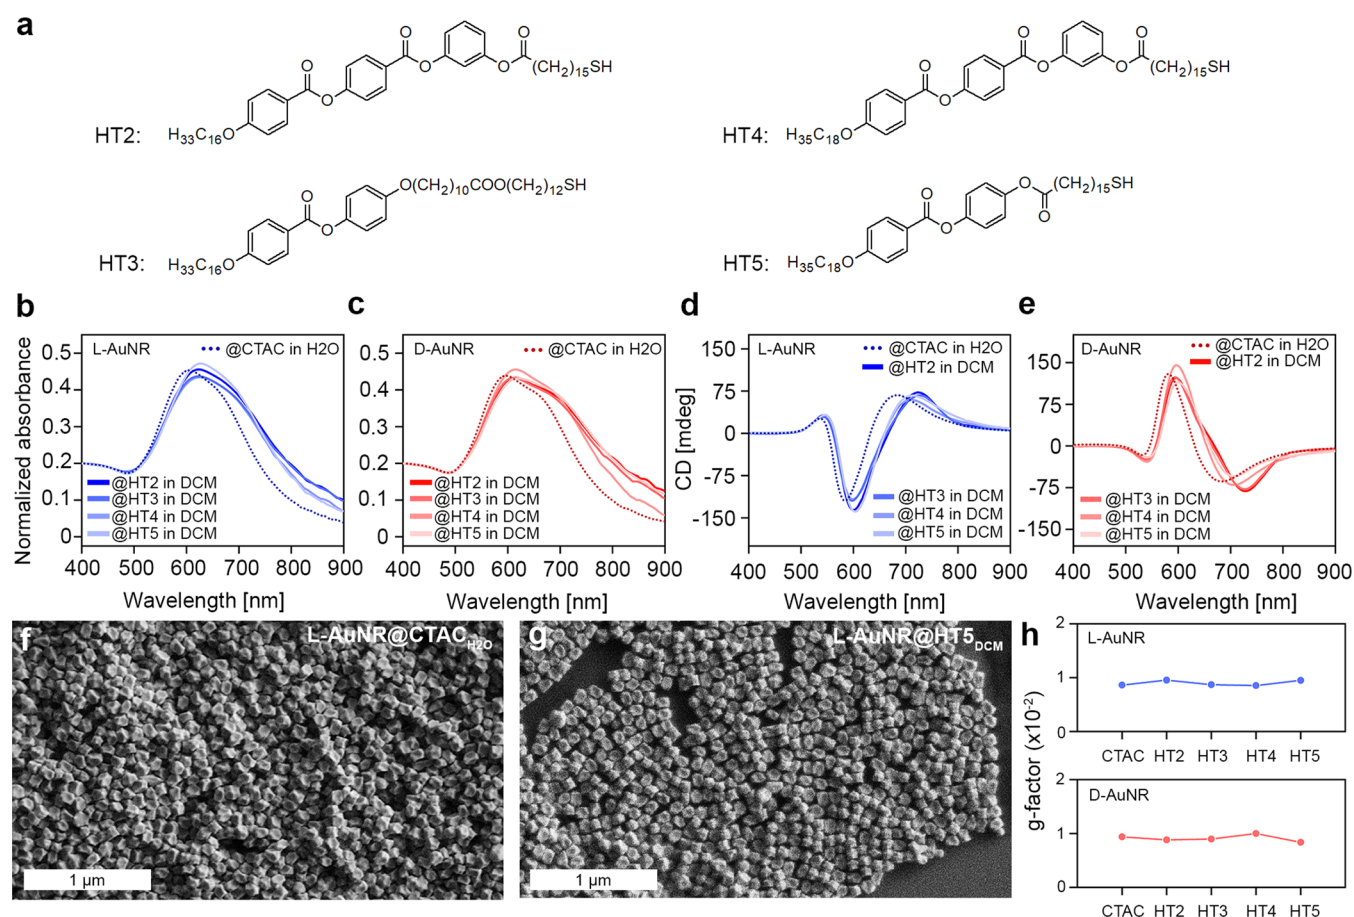 a
HT2:
H33C16O
O
O
O
O
O
O
(CH2)15SH
HT4:
H35C18O
O
O
O
O
O
O
(CH2)15SH
HT3:
H33C16O
O
O
O(CH2)10COO(CH2)12SH
HT5:
H35C18O
O
O
O
O
(CH2)15SH
b
Normalized absorbance
L-AuNR
@CTAC in H2O
@HT2 in DCM
@HT3 in DCM
@HT4 in DCM
@HT5 in DCM
0.5
0.4
0.3
0.2
0.1
0
400 500 600 700 800 900
Wavelength [nm]
c
D-AuNR
@CTAC in H2O
@HT2 in DCM
@HT3 in DCM
@HT4 in DCM
@HT5 in DCM
0.5
0.4
0.3
0.2
0.1
0
400 500 600 700 800 900
Wavelength [nm]
d
CD [mdeg]
L-AuNR
@CTAC in H2O
@HT2 in DCM
@HT3 in DCM
@HT4 in DCM
@HT5 in DCM
150
75
0
-75
-150
400 500 600 700 800 900
Wavelength [nm]
e
D-AuNR
@CTAC in H2O
@HT2 in DCM
@HT3 in DCM
@HT4 in DCM
@HT5 in DCM
150
75
0
-75
-150
400 500 600 700 800 900
Wavelength [nm]
f
L-AuNR@CTACH2O
1 µm
g
L-AuNR@HT5DCM
1 µm
h
g-factor (x10-2)
L-AuNR
2
1
0
CTAC HT2 HT3 HT4 HT5
D-AuNR
2
1
0
CTAC HT2 HT3 HT4 HT5